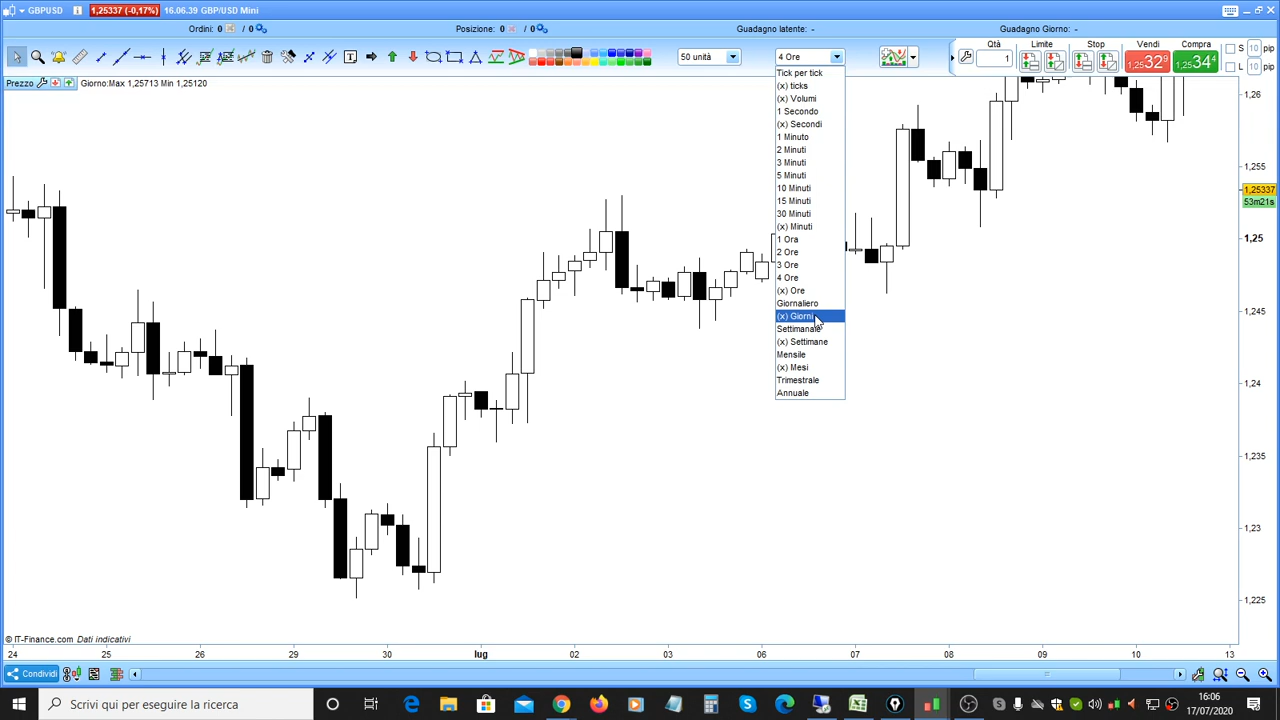 GBPUSD 1,25337 (-0,17%) 16.06.39 GBP/USD Mini
Ordini: 0 / 0 Posizione: 0 / 0 Guadagno latente: - Guadagno Giorno: -
50 unità 4 Ore Qtà 1 Limite Stop Vendi 1,25 32 9 Compra 1,25 34 4 S 10 pip
L 10 pip
Prezzo Giorno:Max 1,25713 Min 1,25120
Tick per tick
(x) ticks
(x) Volumi
1 Secondo
(x) Secondi
1 Minuto
2 Minuti
3 Minuti
5 Minuti
10 Minuti
15 Minuti
30 Minuti
(x) Minuti
1 Ora
2 Ore
3 Ore
4 Ore
(x) Ore
Giornaliero
(x) Giorni
Settimanale
(x) Settimane
Mensile
(x) Mesi
Trimestrale
Annuale
1,26
1,255
1,25337
53m21s
1,25
1,245
1,24
1,235
1,23
1,225
© IT-Finance.com Dati indicativi
24 25 26 29 30 lug 02 03 06 07 08 09 10 13
Condividi
Scrivi qui per eseguire la ricerca
16:06
17/07/2020